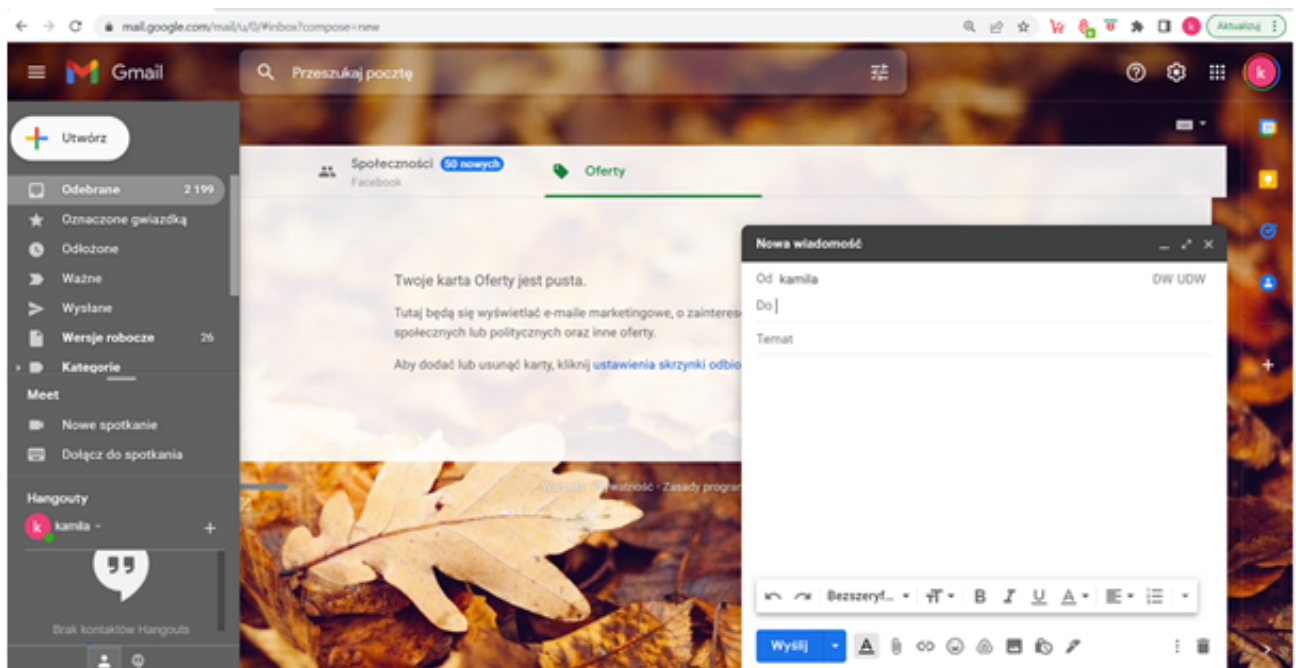 mail.google.com/mail/u/0/#inbox?compose=new
Aktualizuj
Gmail
Przeszukaj pocztę
k
Utwórz
Społeczności 50 nowych
Facebook
Oferty
Odebrane 2 199
Oznaczone gwiazdką
Odłożone
Ważne
Wysłane
Wersje robocze 26
Kategorie
Meet
Nowe spotkanie
Dołącz do spotkania
Hangouty
k kamila
Brak kontaktów Hangouts
Twoje karta Oferty jest pusta.
Tutaj będą się wyświetlać e-maile marketingowe, o zainteres
społecznych lub politycznych oraz inne oferty.
Aby dodać lub usunąć karty, kliknij ustawienia skrzynki odbio
Prywatność · Zasady program
Nowa wiadomość
Od kamila DW UDW
Do
Temat
Bezszeryf...
B I U A
Wyślij A